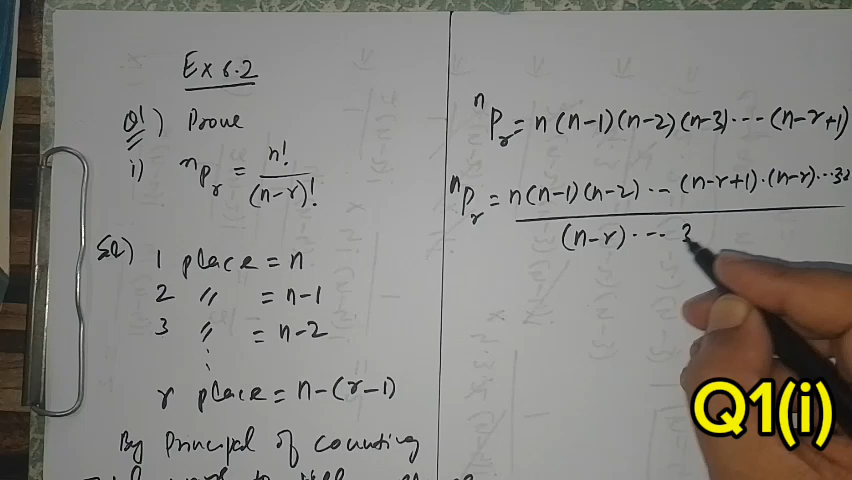 Ex 6.2
Q1) Prove
i) ⁿPᵣ = n! / (n-r)!
Sol) 1 place = n
2 〃 = n-1
3 〃 = n-2
⋮
r place = n-(r-1)
By Principal of counting
ⁿPᵣ = n(n-1)(n-2)(n-3)---(n-r+1)
ⁿPᵣ = n(n-1)(n-2)--(n-r+1).(n-r)...32 / (n-r)--- 3
Q1(i)